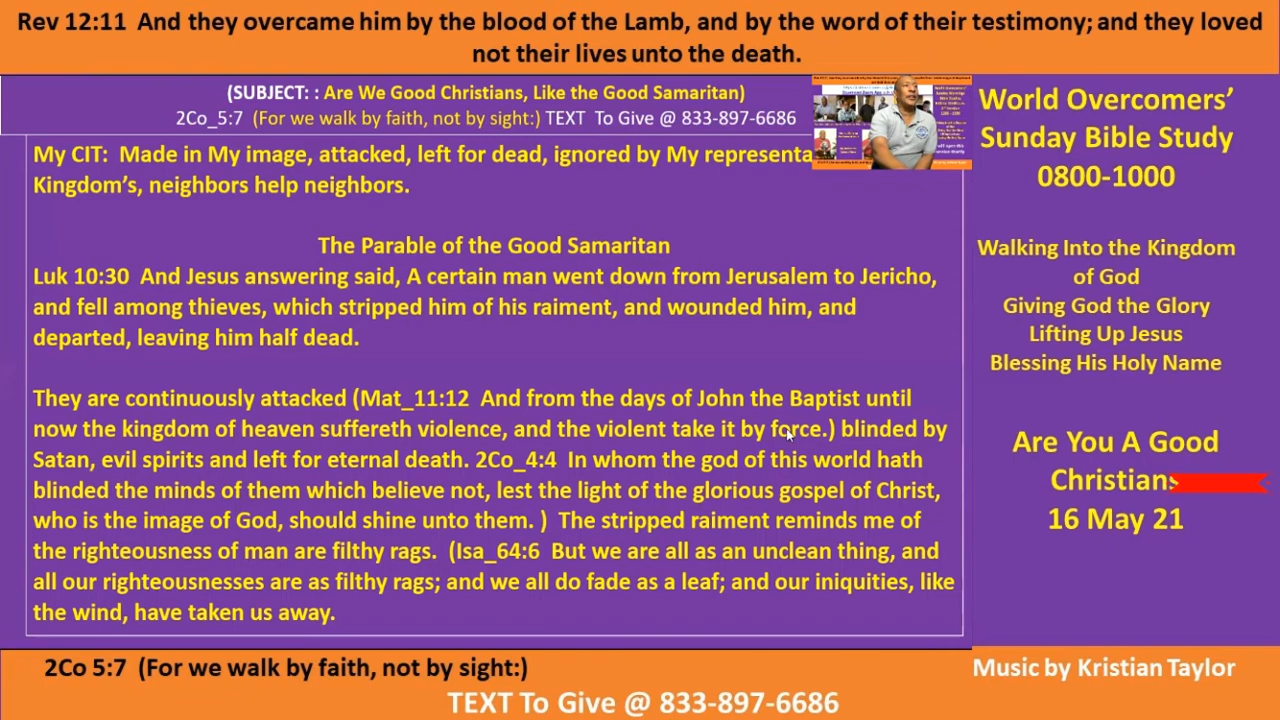 Rev 12:11 And they overcame him by the blood of the Lamb, and by the word of their testimony; and they loved
not their lives unto the death.
(SUBJECT: : Are We Good Christians, Like the Good Samaritan)
2Co_5:7 (For we walk by faith, not by sight:) TEXT To Give @ 833-897-6686
My CIT: Made in My image, attacked, left for dead, ignored by My representa
Kingdom's, neighbors help neighbors.
The Parable of the Good Samaritan
Luk 10:30 And Jesus answering said, A certain man went down from Jerusalem to Jericho,
and fell among thieves, which stripped him of his raiment, and wounded him, and
departed, leaving him half dead.
They are continuously attacked (Mat_11:12 And from the days of John the Baptist until
now the kingdom of heaven suffereth violence, and the violent take it by force.) blinded by
Satan, evil spirits and left for eternal death. 2Co_4:4 In whom the god of this world hath
blinded the minds of them which believe not, lest the light of the glorious gospel of Christ,
who is the image of God, should shine unto them. ) The stripped raiment reminds me of
the righteousness of man are filthy rags. (Isa_64:6 But we are all as an unclean thing, and
all our righteousnesses are as filthy rags; and we all do fade as a leaf; and our iniquities, like
the wind, have taken us away.
World Overcomers'
Sunday Bible Study
0800-1000
Walking Into the Kingdom
of God
Giving God the Glory
Lifting Up Jesus
Blessing His Holy Name
Are You A Good
Christians
16 May 21
2Co 5:7 (For we walk by faith, not by sight:)
Music by Kristian Taylor
TEXT To Give @ 833-897-6686